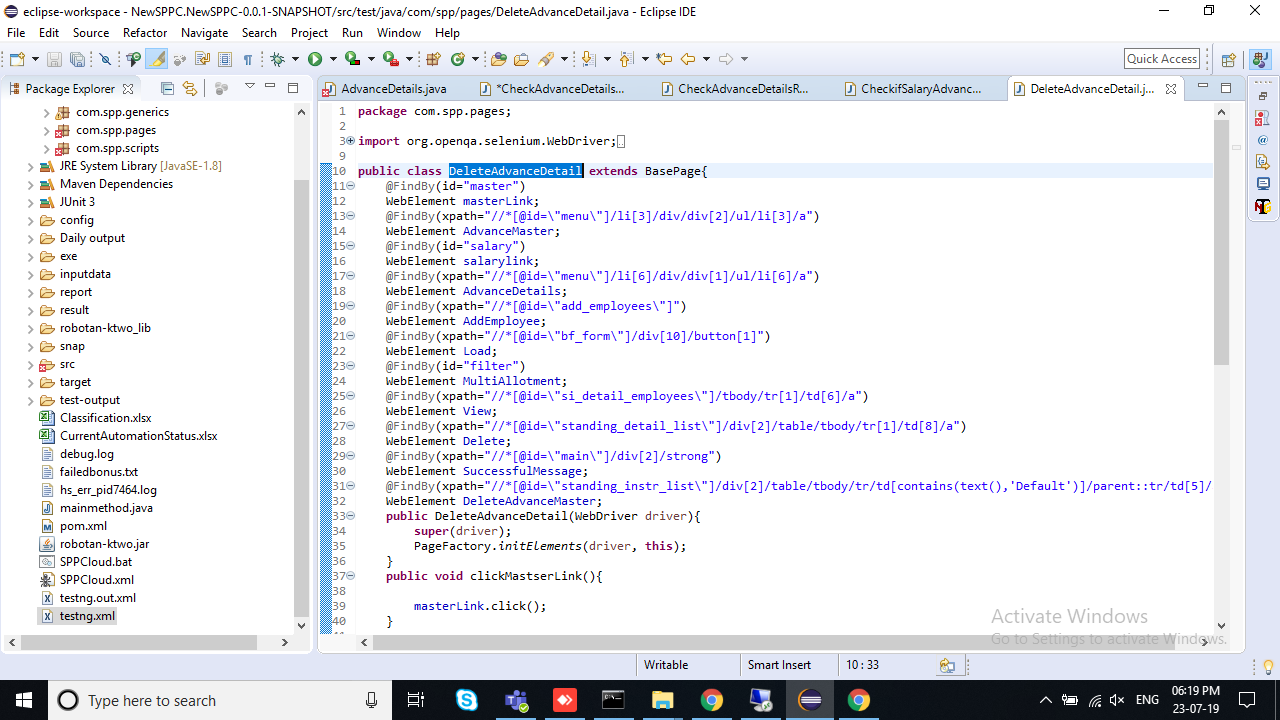 eclipse-workspace - NewSPPC.NewSPPC-0.0.1-SNAPSHOT/src/test/java/com/spp/pages/DeleteAdvanceDetail.java - Eclipse IDE
File Edit Source Refactor Navigate Search Project Run Window Help
Quick Access
Package Explorer
com.spp.generics
com.spp.pages
com.spp.scripts
JRE System Library [JavaSE-1.8]
Maven Dependencies
JUnit 3
config
Daily output
exe
inputdata
report
result
robotan-ktwo_lib
snap
src
target
test-output
Classification.xlsx
CurrentAutomationStatus.xlsx
debug.log
failedbonus.txt
hs_err_pid7464.log
mainmethod.java
pom.xml
robotan-ktwo.jar
SPPCloud.bat
SPPCloud.xml
testng.out.xml
testng.xml
AdvanceDetails.java *CheckAdvanceDetails... CheckAdvanceDetailsR... CheckifSalaryAdvanc... DeleteAdvanceDetail.j...
1 package com.spp.pages;
2
3 import org.openqa.selenium.WebDriver;
9
10 public class DeleteAdvanceDetail extends BasePage{
11 @FindBy(id="master")
12 WebElement masterLink;
13 @FindBy(xpath="//*[@id=\"menu\"]/li[3]/div/div[2]/ul/li[3]/a")
14 WebElement AdvanceMaster;
15 @FindBy(id="salary")
16 WebElement salarylink;
17 @FindBy(xpath="//*[@id=\"menu\"]/li[6]/div/div[1]/ul/li[6]/a")
18 WebElement AdvanceDetails;
19 @FindBy(xpath="//*[@id=\"add_employees\"]")
20 WebElement AddEmployee;
21 @FindBy(xpath="//*[@id=\"bf_form\"]/div[10]/button[1]")
22 WebElement Load;
23 @FindBy(id="filter")
24 WebElement MultiAllotment;
25 @FindBy(xpath="//*[@id=\"si_detail_employees\"]/tbody/tr[1]/td[6]/a")
26 WebElement View;
27 @FindBy(xpath="//*[@id=\"standing_detail_list\"]/div[2]/table/tbody/tr[1]/td[8]/a")
28 WebElement Delete;
29 @FindBy(xpath="//*[@id=\"main\"]/div[2]/strong")
30 WebElement SuccessfulMessage;
31 @FindBy(xpath="//*[@id=\"standing_instr_list\"]/div[2]/table/tbody/tr/td[contains(text(),'Default')]/parent::tr/td[5]/
32 WebElement DeleteAdvanceMaster;
33 public DeleteAdvanceDetail(WebDriver driver){
34 super(driver);
35 PageFactory.initElements(driver, this);
36 }
37 public void clickMastserLink(){
38
39 masterLink.click();
40 }
Activate Windows
Go to Settings to activate Windows.
Writable Smart Insert 10 : 33
Type here to search
ENG 06:19 PM
23-07-19